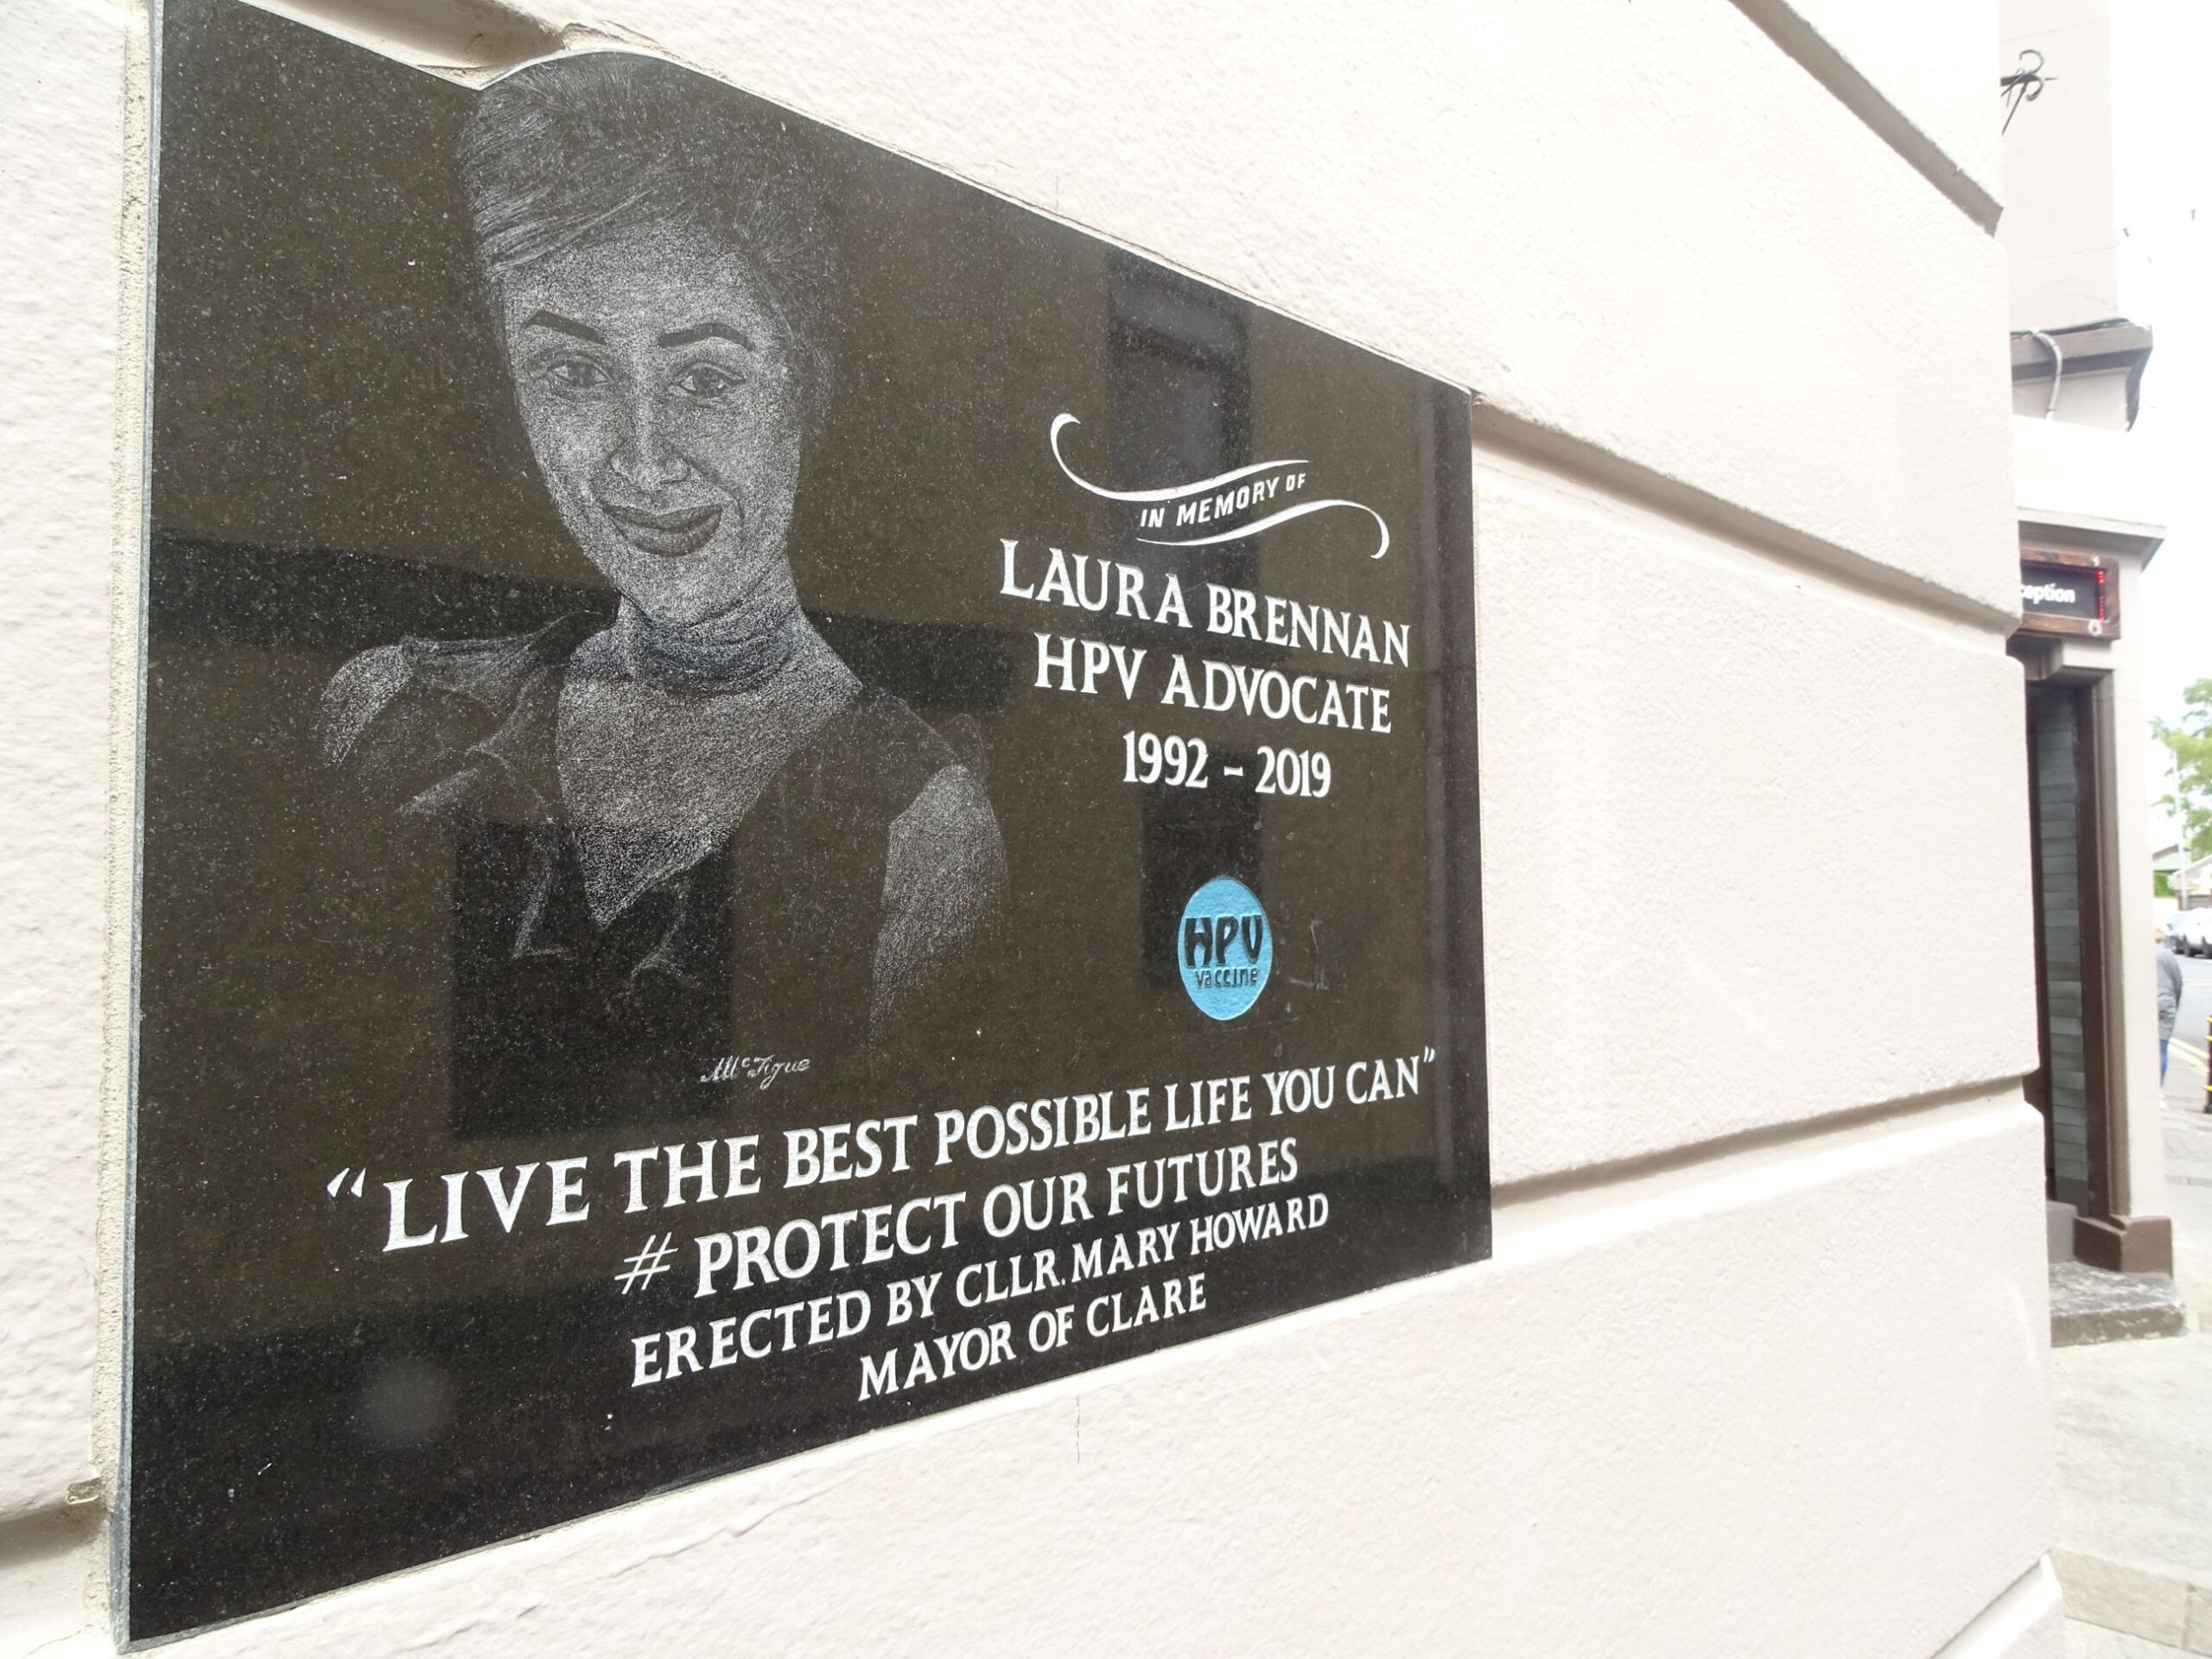 IN MEMORY OF
LAURA BRENNAN
HPV ADVOCATE
1992 - 2019
HPV
vaccine
McTigue
"LIVE THE BEST POSSIBLE LIFE YOU CAN"
# PROTECT OUR FUTURES
ERECTED BY CLLR. MARY HOWARD
MAYOR OF CLARE